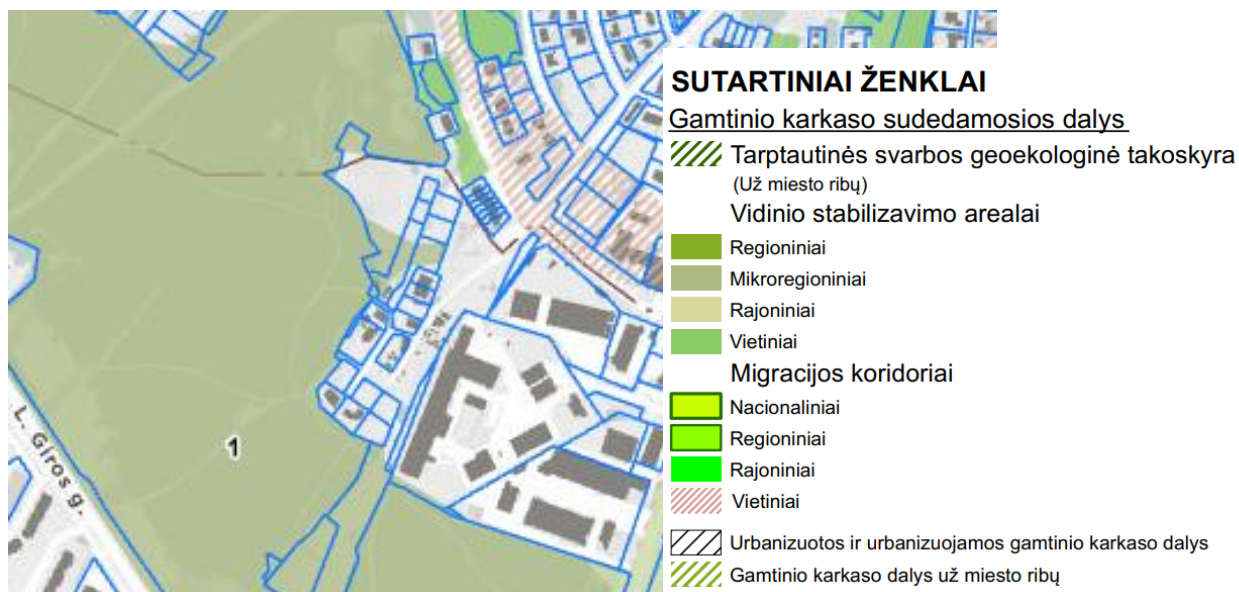 1
L. Giros g.
SUTARTINIAI ŽENKLAI
Gamtinio karkaso sudedamosios dalys
Tarptautinės svarbos geoekologinė takoskyra
(Už miesto ribų)
Vidinio stabilizavimo arealai
Regioniniai
Mikroregioniniai
Rajoniniai
Vietiniai
Migracijos koridoriai
Nacionaliniai
Regioniniai
Rajoniniai
Vietiniai
Urbanizuotos ir urbanizuojamos gamtinio karkaso dalys
Gamtinio karkaso dalys už miesto ribų